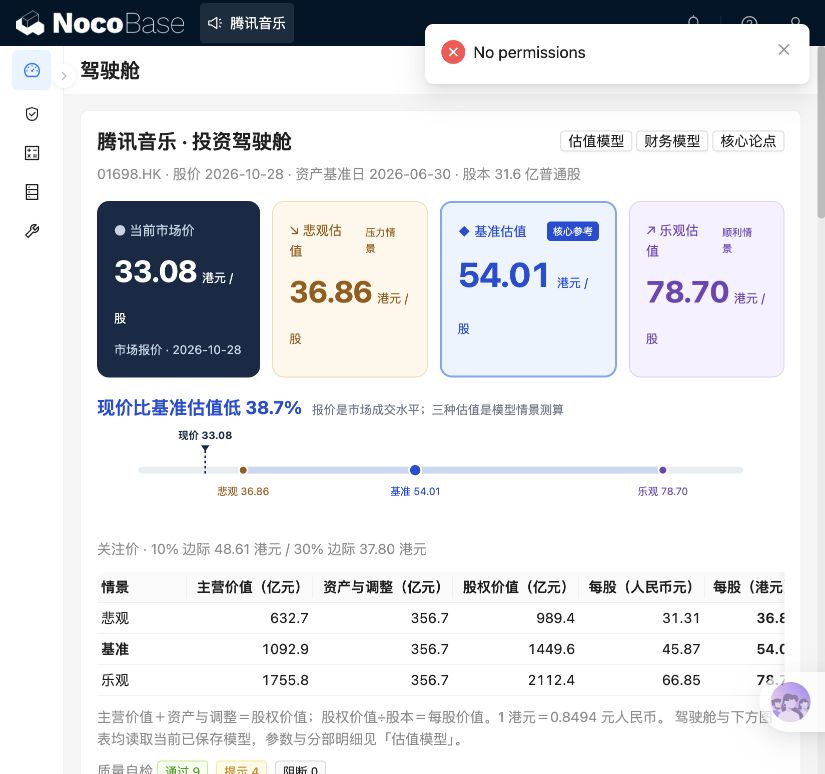 NocoBase
腾讯音乐
No permissions
驾驶舱
腾讯音乐 · 投资驾驶舱
估值模型
财务模型
核心论点
01698.HK · 股价 2026-10-28 · 资产基准日 2026-06-30 · 股本 31.6 亿普通股
当前市场价
33.08 港元 /
股
市场报价 · 2026-10-28
↘ 悲观估
值
压力情
景
36.86 港元 /
股
◆ 基准估值
核心参考
54.01 港元 /
股
↗ 乐观估
值
顺利情
景
78.70 港元 /
股
现价比基准估值低 38.7% 报价是市场成交水平；三种估值是模型情景测算
现价 33.08
悲观 36.86
基准 54.01
乐观 78.70
关注价 · 10% 边际 48.61 港元 / 30% 边际 37.80 港元
情景 主营价值（亿元） 资产与调整（亿元） 股权价值（亿元） 每股（人民币元） 每股（港元
悲观 632.7 356.7 989.4 31.31 36.8
基准 1092.9 356.7 1449.6 45.87 54.0
乐观 1755.8 356.7 2112.4 66.85 78.7
主营价值＋资产与调整＝股权价值；股权价值÷股本＝每股价值。1 港元＝0.8494 元人民币。 驾驶舱与下方图
表均读取当前已保存模型，参数与分部明细见「估值模型」。
质量自检 通过 9 提示 4 阻断 0